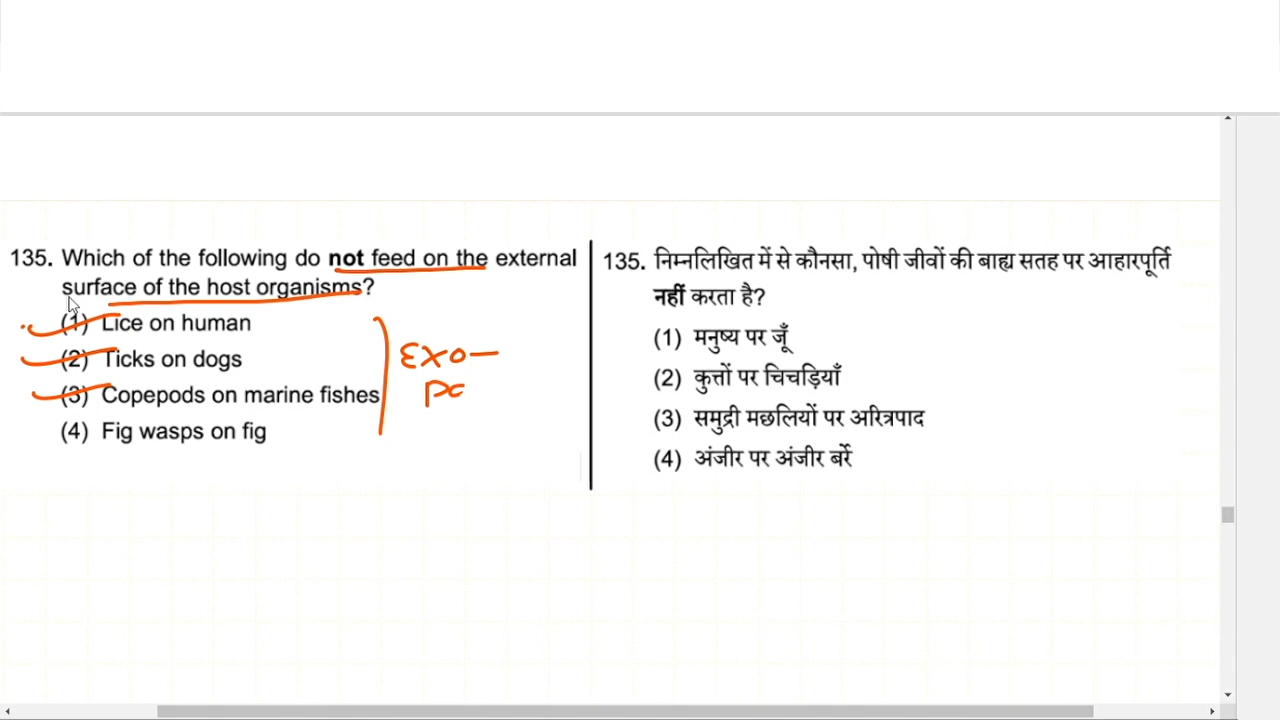 135. Which of the following do not feed on the external
surface of the host organisms?
(1) Lice on human
(2) Ticks on dogs
(3) Copepods on marine fishes
(4) Fig wasps on fig
Exo-
pa
135. निम्नलिखित में से कौनसा, पोषी जीवों की बाह्य सतह पर आहारपूर्ति
नहीं करता है?
(1) मनुष्य पर जूँ
(2) कुत्तों पर चिचड़ियाँ
(3) समुद्री मछलियों पर अरित्रपाद
(4) अंजीर पर अंजीर बर्रे